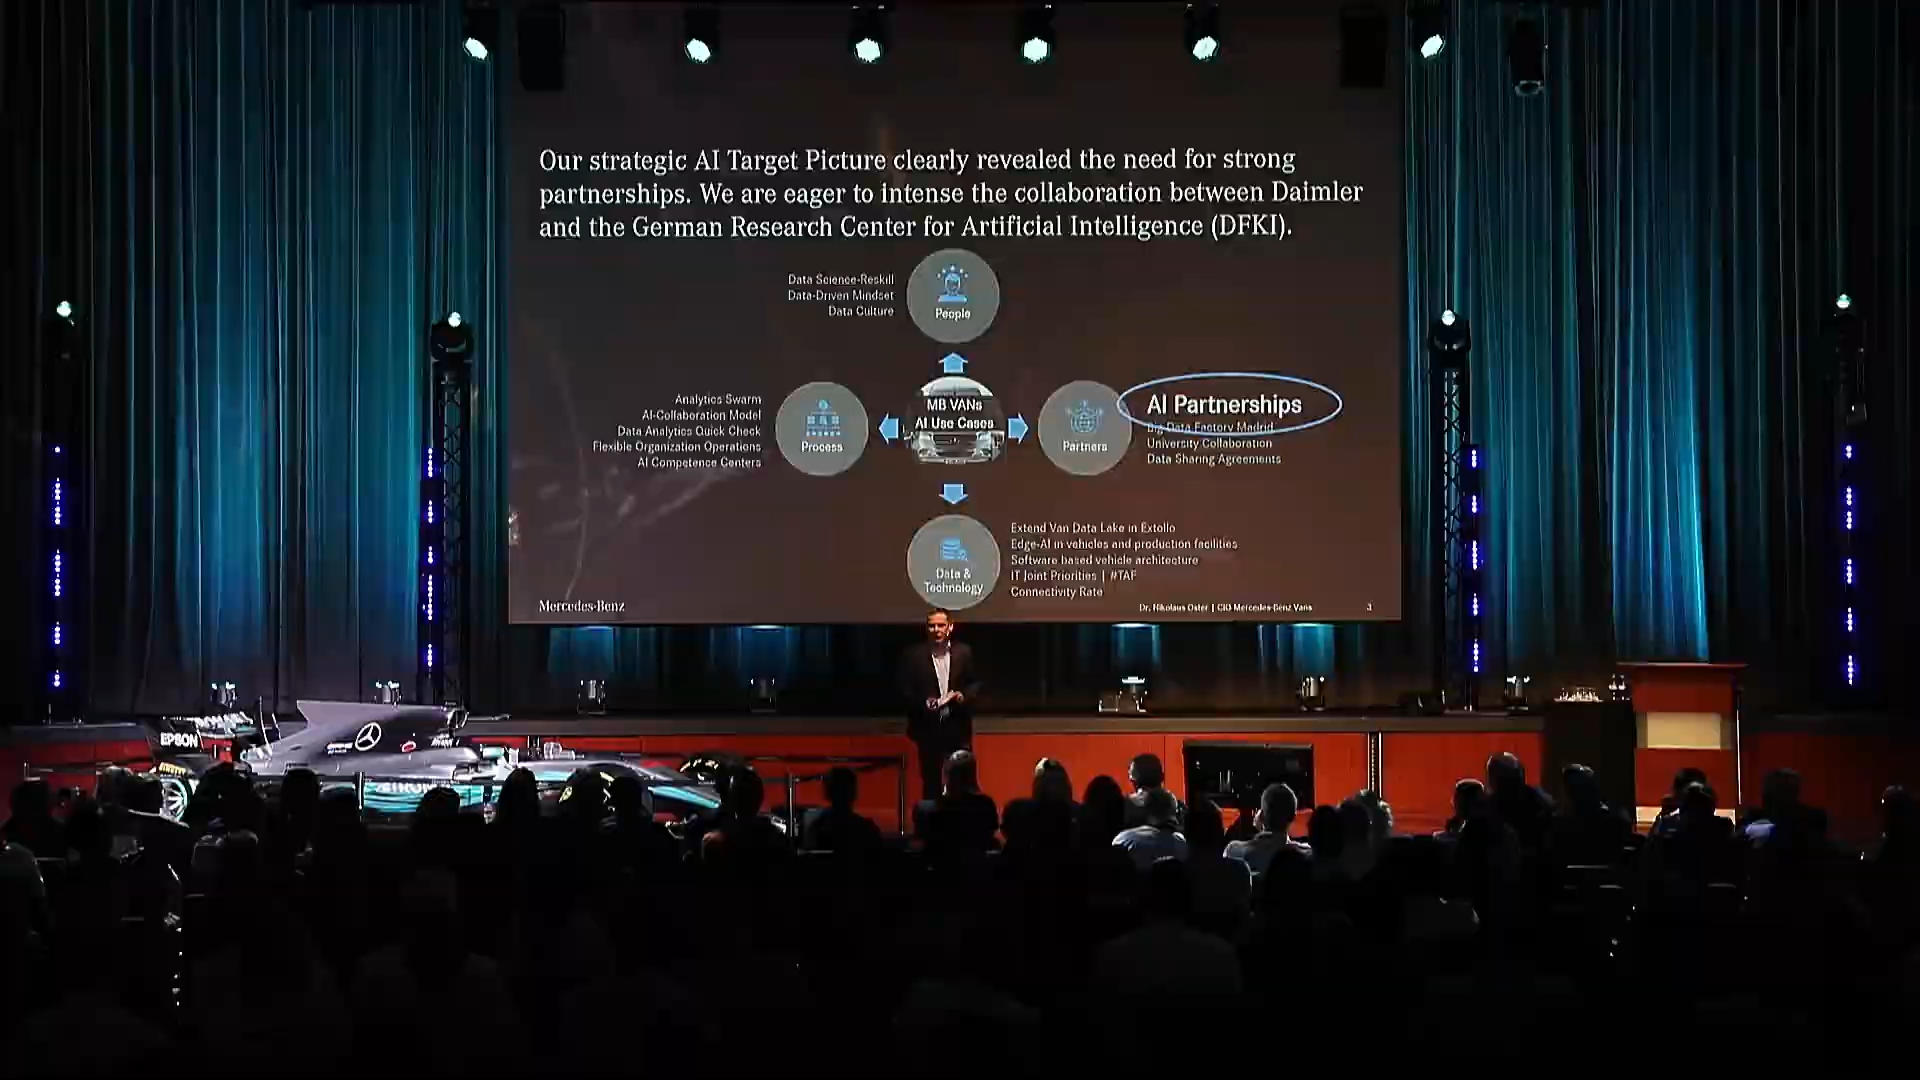 Our strategic AI Target Picture clearly revealed the need for strong
partnerships. We are eager to intense the collaboration between Daimler
and the German Research Center for Artificial Intelligence (DFKI).
Data Science-Reskill
Data-Driven Mindset
Data Culture
People
Analytics Swarm
AI-Collaboration Model
Data Analytics Quick Check
Flexible Organization Operations
AI Competence Centers
Process
MB VANs
AI Use Cases
Partners
AI Partnerships
Big Data Factory Madrid
University Collaboration
Data Sharing Agreements
Data &
Technology
Extend Van Data Lake in Extollo
Edge-AI in vehicles and production facilities
Software based vehicle architecture
IT Joint Priorities | #TAF
Connectivity Rate
Mercedes-Benz
Dr. Nikolaus Oster | CIO Mercedes-Benz Vans
3
EPSON